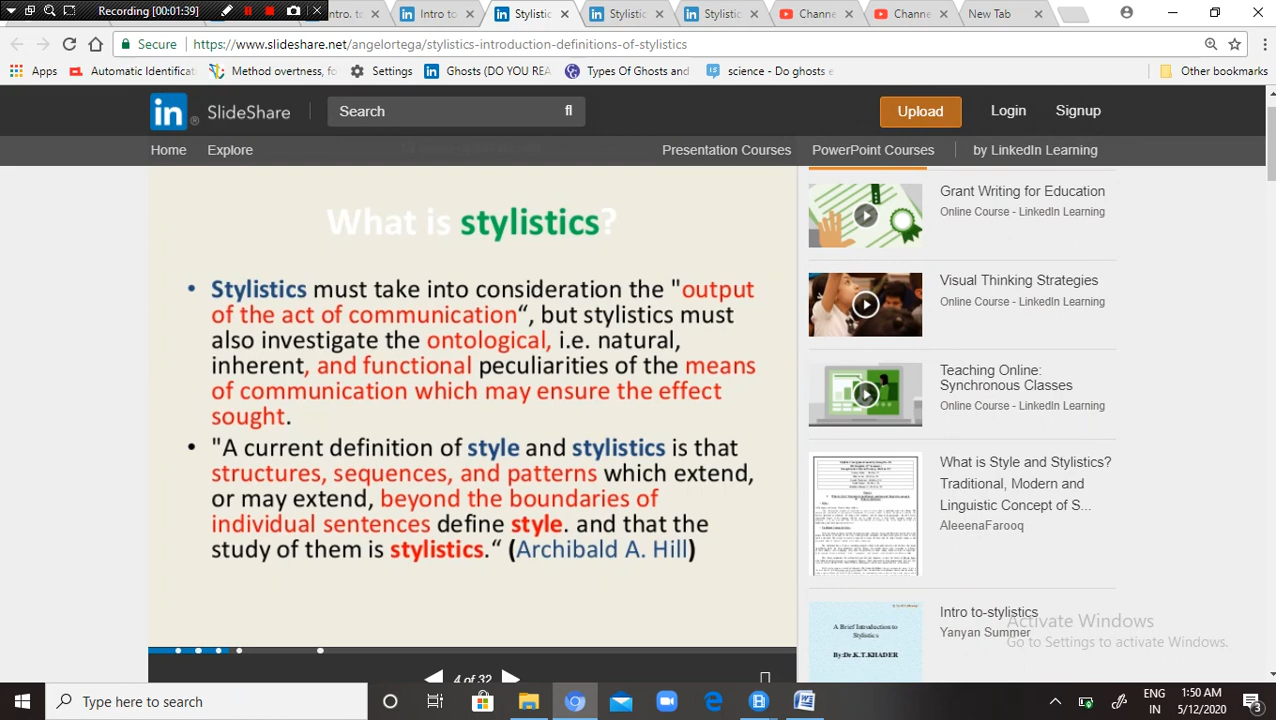 Recording [00:01:39]
ntro. to
Intro to
Stylistic
Stylistic
Stylistic
Channe
Channe
New Tab
Secure
https://www.slideshare.net/angelortega/stylistics-introduction-definitions-of-stylistics
Apps
Automatic Identificat
Method overtness, fo
Settings
Ghosts (DO YOU REA
Types Of Ghosts and
science - Do ghosts e
Other bookmarks
in SlideShare
Search
Upload
Login
Signup
Home
Explore
Presentation Courses
PowerPoint Courses
by LinkedIn Learning
What is stylistics?
• Stylistics must take into consideration the "output
of the act of communication“, but stylistics must
also investigate the ontological, i.e. natural,
inherent, and functional peculiarities of the means
of communication which may ensure the effect
sought.
• "A current definition of style and stylistics is that
structures, sequences, and patterns which extend,
or may extend, beyond the boundaries of
individual sentences define style. and that the
study of them is stylistics.“ (Archibald A. Hill)
4 of 32
Grant Writing for Education
Online Course - LinkedIn Learning
Visual Thinking Strategies
Online Course - LinkedIn Learning
Teaching Online:
Synchronous Classes
Online Course - LinkedIn Learning
What is Style and Stylistics?
Traditional, Modern and
Linguistic Concept of S...
AleeenaFarooq
A Brief Introduction to
Stylistics
By:Dr.K.T.KHADER
Intro to-stylistics
Yanyan Summer
Activate Windows
Go to Settings to activate Windows.
Type here to search
ENG
IN
1:50 AM
5/12/2020
3